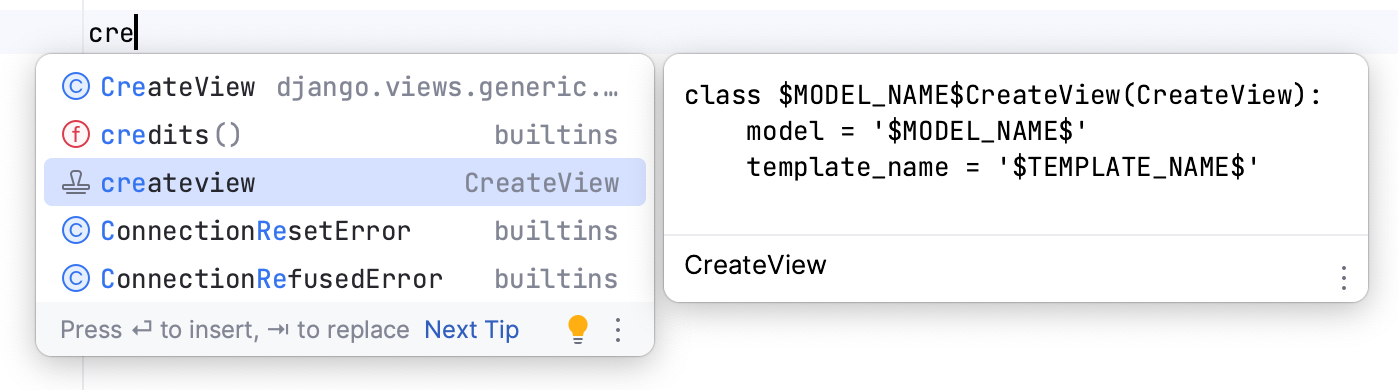 cre
CreateView django.views.generic.…
credits() builtins
createview CreateView
ConnectionResetError builtins
ConnectionRefusedError builtins
Press ↵ to insert, ⇥ to replace Next Tip
class $MODEL_NAME$CreateView(CreateView):
    model = '$MODEL_NAME$'
    template_name = '$TEMPLATE_NAME$'
CreateView